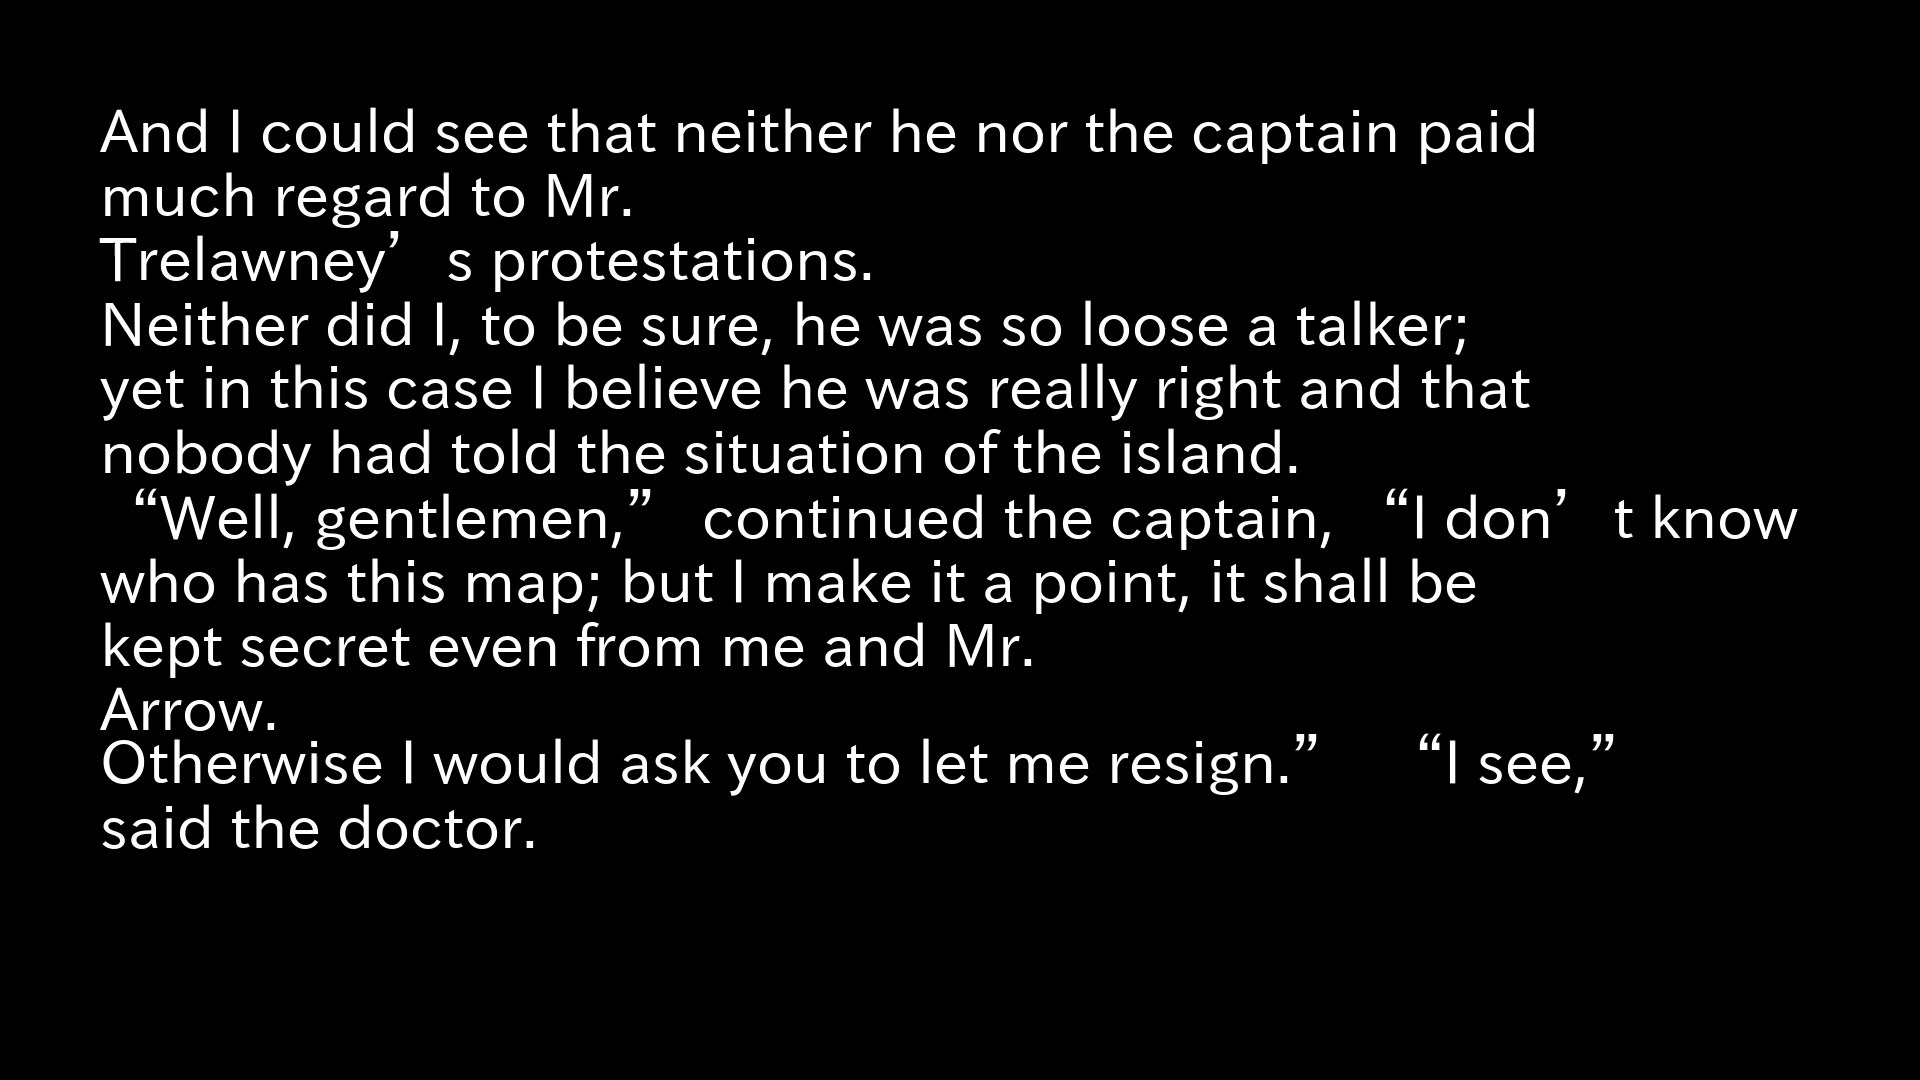 And I could see that neither he nor the captain paid
much regard to Mr.
Trelawney’s protestations.
Neither did I, to be sure, he was so loose a talker;
yet in this case I believe he was really right and that
nobody had told the situation of the island.
“Well, gentlemen,” continued the captain, “I don’t know
who has this map; but I make it a point, it shall be
kept secret even from me and Mr.
Arrow.
Otherwise I would ask you to let me resign.” “I see,”
said the doctor.